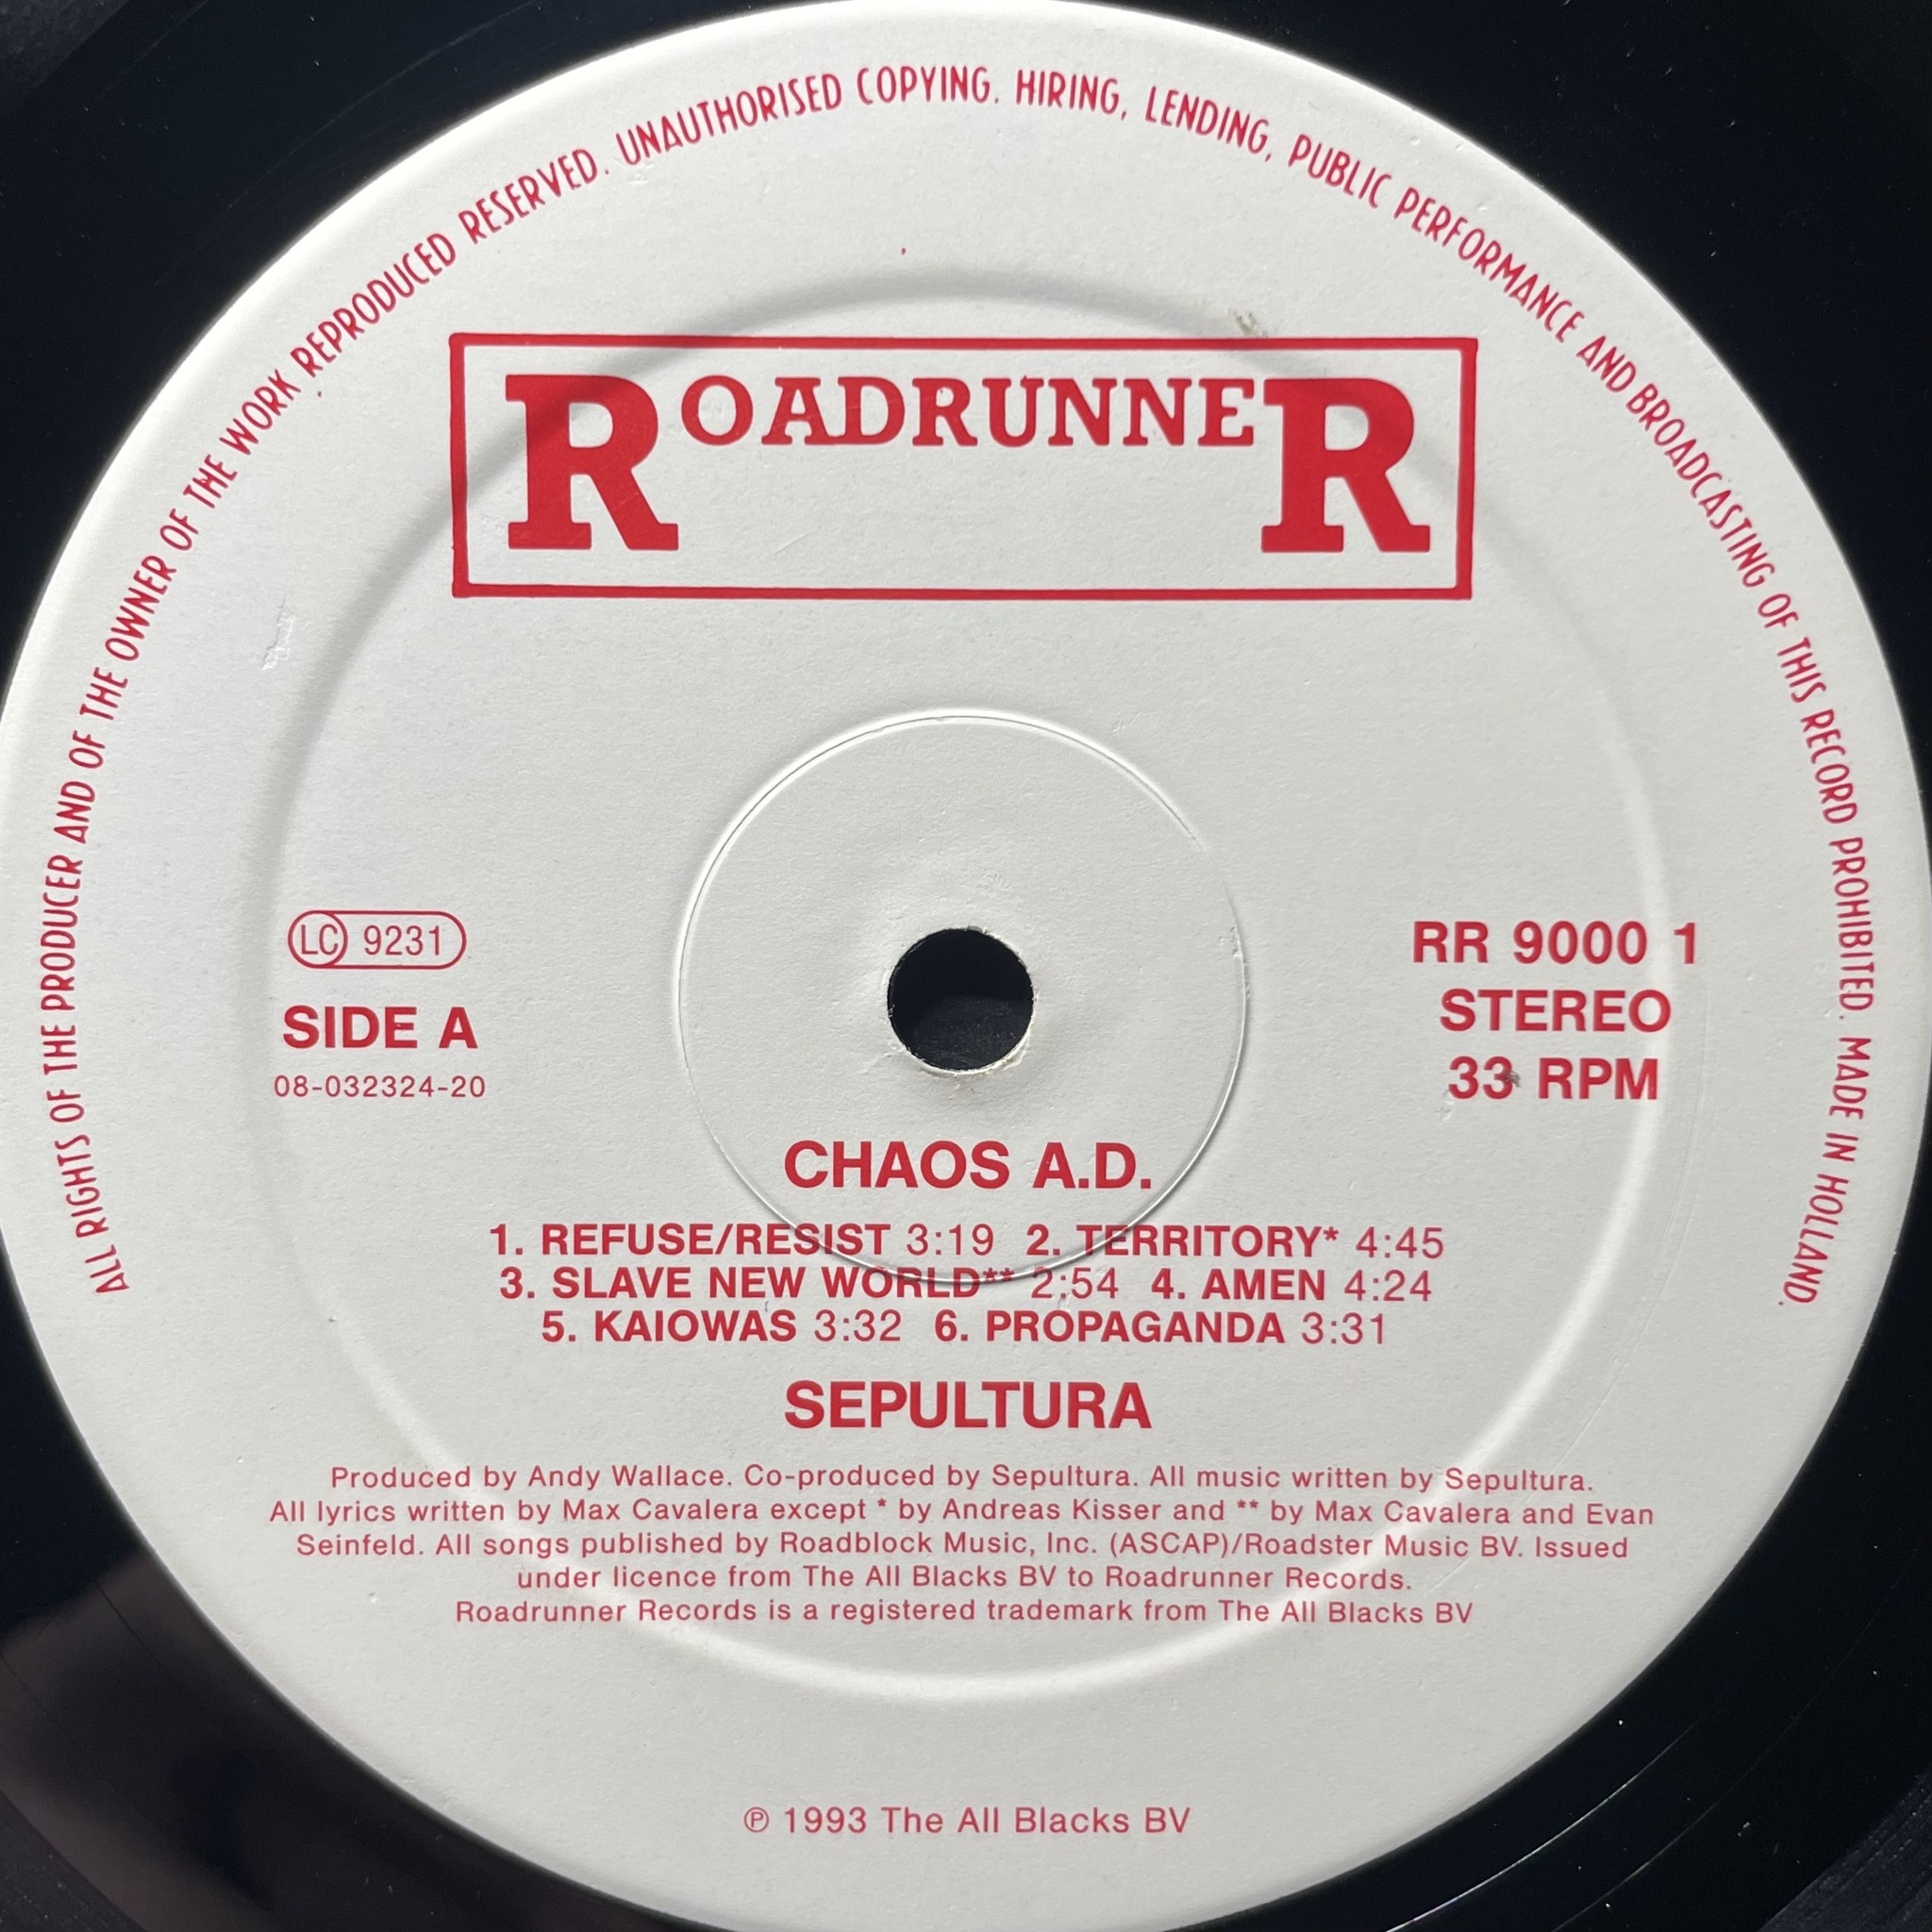 ALL RIGHTS OF THE PRODUCER AND OF THE OWNER OF THE WORK REPRODUCED RESERVED. UNAUTHORISED COPYING, HIRING, LENDING, PUBLIC PERFORMANCE AND BROADCASTING OF THIS RECORD PROHIBITED. MADE IN HOLLAND.
ROADRUNNER
LC 9231
SIDE A
08-032324-20
RR 9000 1
STEREO
33 RPM
CHAOS A.D.
1. REFUSE/RESIST 3:19 2. TERRITORY* 4:45
3. SLAVE NEW WORLD** 2:54 4. AMEN 4:24
5. KAIOWAS 3:32 6. PROPAGANDA 3:31
SEPULTURA
Produced by Andy Wallace. Co-produced by Sepultura. All music written by Sepultura.
All lyrics written by Max Cavalera except * by Andreas Kisser and ** by Max Cavalera and Evan
Seinfeld. All songs published by Roadblock Music, Inc. (ASCAP)/Roadster Music BV. Issued
under licence from The All Blacks BV to Roadrunner Records.
Roadrunner Records is a registered trademark from The All Blacks BV
℗ 1993 The All Blacks BV